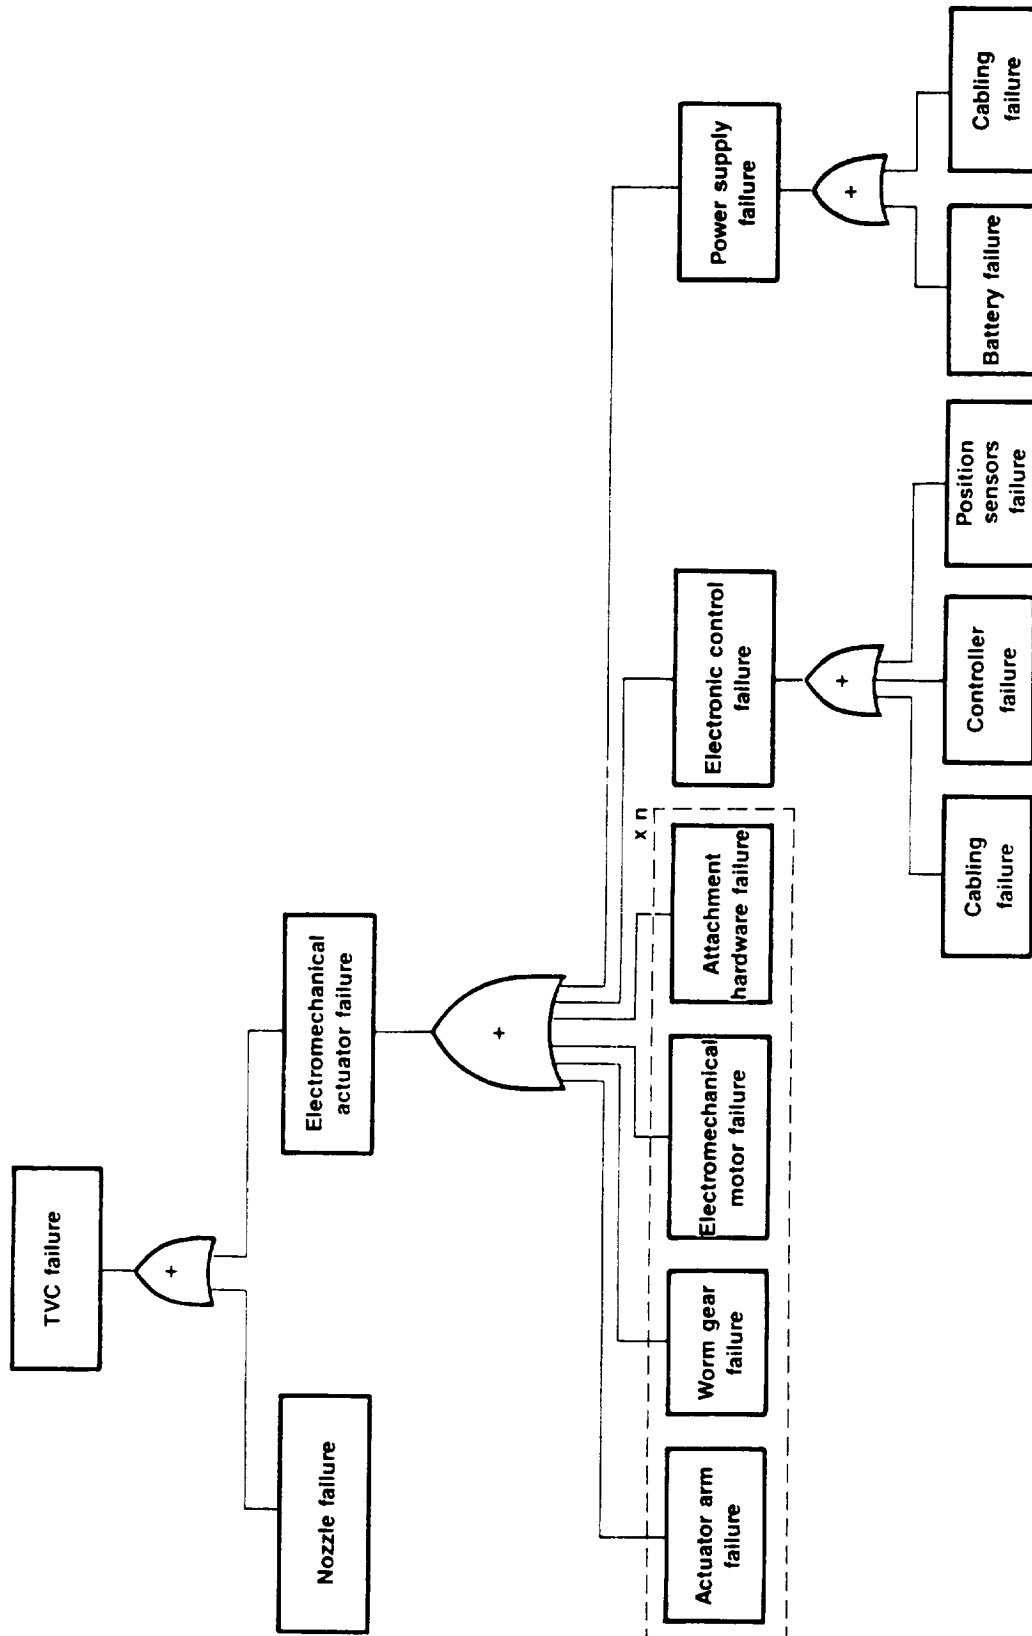 TVC failure
+
Nozzle failure
Electromechanical
actuator failure
+
x n
Actuator arm
failure
Worm gear
failure
Electromechanical
motor failure
Attachment
hardware failure
Electronic control
failure
Power supply
failure
+
+
Cabling
failure
Controller
failure
Position
sensors
failure
Battery failure
Cabling
failure